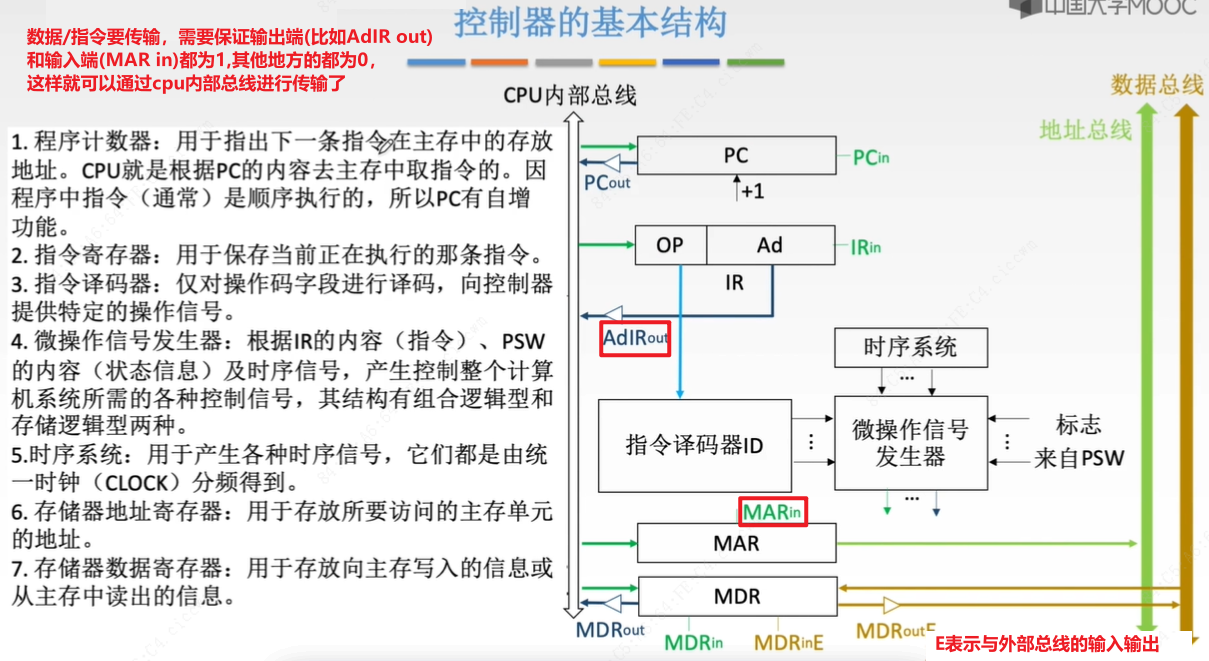 中国大学MOOC
控制器的基本结构
数据/指令要传输，需要保证输出端(比如AdIR out)
和输入端(MAR in)都为1,其他地方的都为0,
这样就可以通过cpu内部总线进行传输了
1. 程序计数器：用于指出下一条指令在主存中的存放
地址。CPU就是根据PC的内容去主存中取指令的。因
程序中指令（通常）是顺序执行的，所以PC有自增
功能。
2. 指令寄存器：用于保存当前正在执行的那条指令。
3. 指令译码器：仅对操作码字段进行译码，向控制器
提供特定的操作信号。
4. 微操作信号发生器：根据IR的内容（指令）、PSW
的内容（状态信息）及时序信号，产生控制整个计算
机系统所需的各种控制信号，其结构有组合逻辑型和
存储逻辑型两种。
5.时序系统：用于产生各种时序信号，它们都是由统
一时钟（CLOCK）分频得到。
6. 存储器地址寄存器：用于存放所要访问的主存单元
的地址。
7. 存储器数据寄存器：用于存放向主存写入的信息或
从主存中读出的信息。
CPU内部总线
数据总线
地址总线
PC
PCin
PCout
+1
OP
Ad
IRin
IR
AdIRout
时序系统
...
指令译码器ID
...
微操作信号
发生器
...
标志
来自PSW
...
MARin
MAR
MDR
MDRout
MDRin
MDRinE
MDRoutE
E表示与外部总线的输入输出